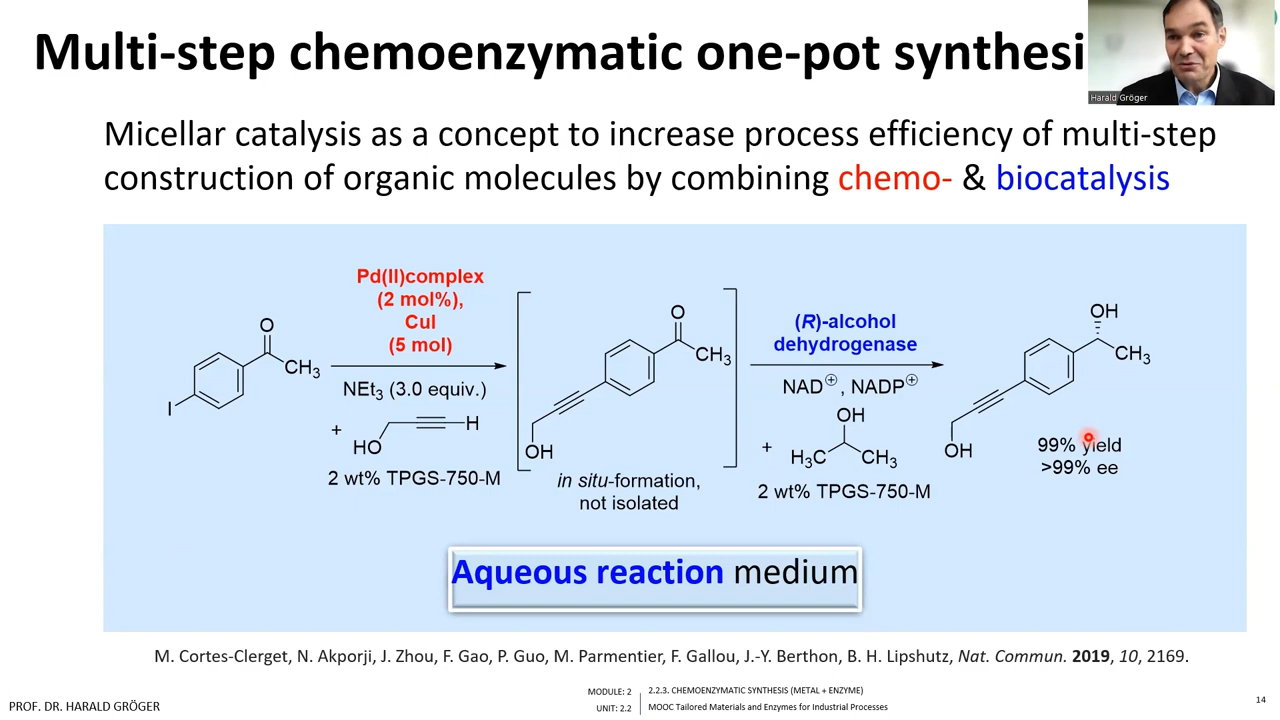 Multi-step chemoenzymatic one-pot synthesi
Harald Gröger
Micellar catalysis as a concept to increase process efficiency of multi-step
construction of organic molecules by combining chemo- & biocatalysis
Pd(II)complex
(2 mol%),
CuI
(5 mol)
NEt₃ (3.0 equiv.)
O
CH₃
I
+
HO
H
2 wt% TPGS-750-M
O
CH₃
OH
in situ-formation,
not isolated
(R)-alcohol
dehydrogenase
NAD⊕, NADP⊕
OH
+
H₃C
CH₃
2 wt% TPGS-750-M
OH
CH₃
OH
99% yield
>99% ee
Aqueous reaction medium
M. Cortes-Clerget, N. Akporji, J. Zhou, F. Gao, P. Guo, M. Parmentier, F. Gallou, J.-Y. Berthon, B. H. Lipshutz, Nat. Commun. 2019, 10, 2169.
PROF. DR. HARALD GRÖGER
MODULE: 2
UNIT: 2.2
2.2.3. CHEMOENZYMATIC SYNTHESIS (METAL + ENZYME)
MOOC Tailored Materials and Enzymes for Industrial Processes
14